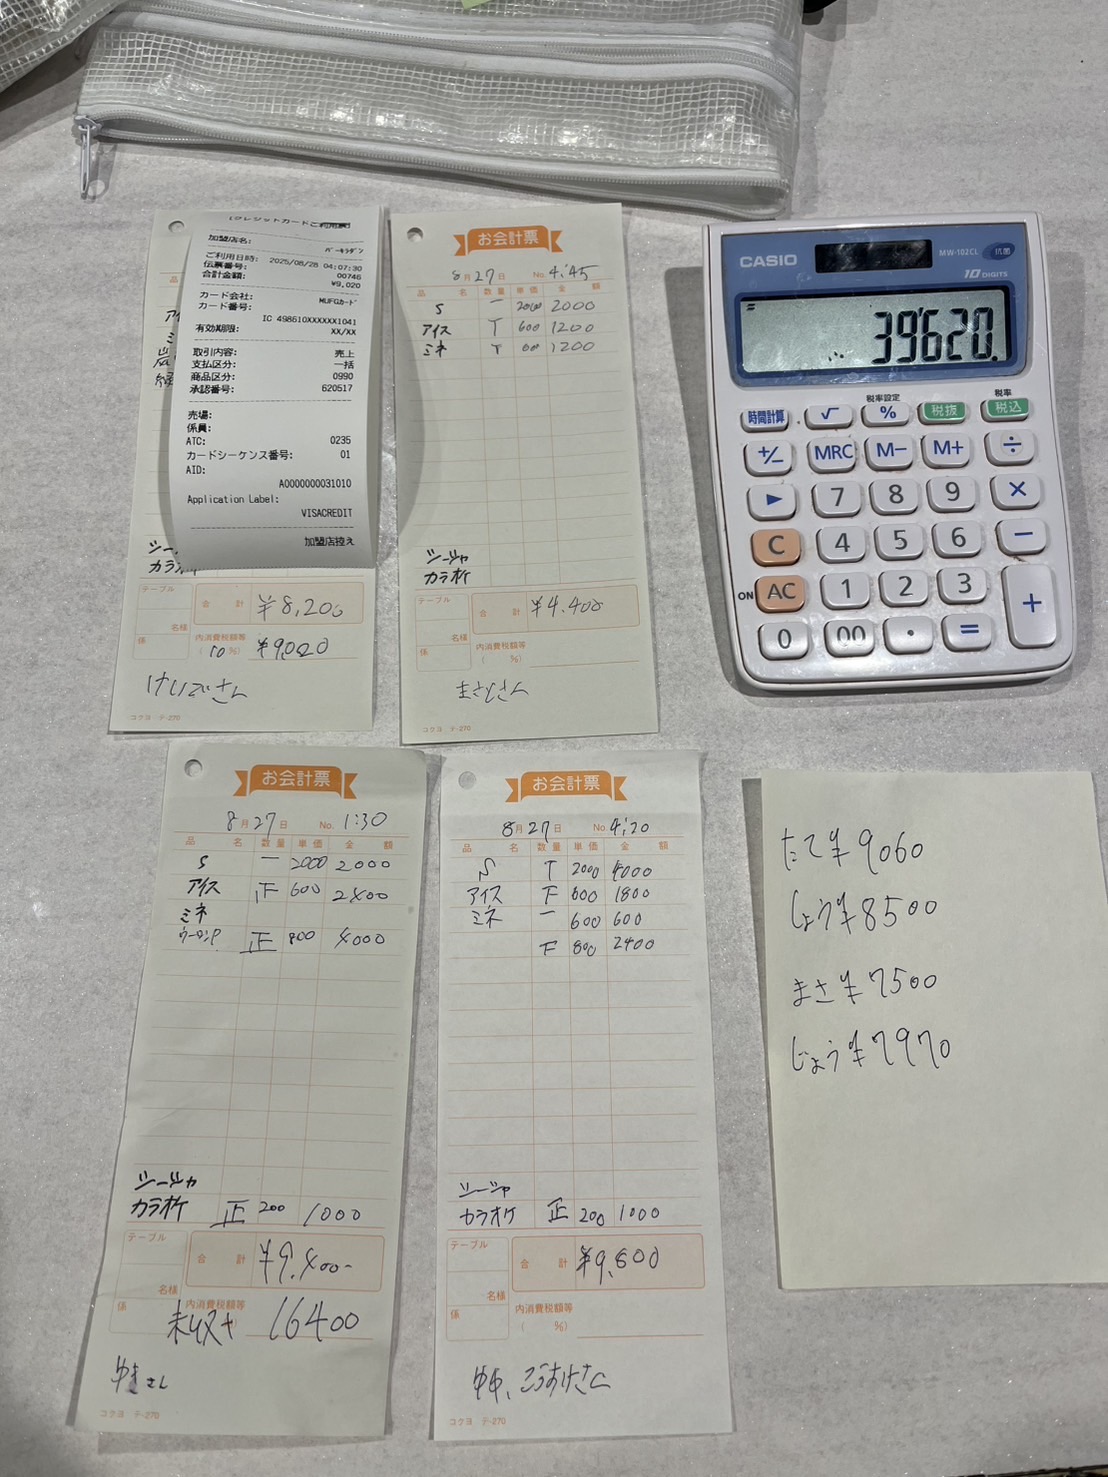 [クレジットカードご利用票]
加盟店名:
バーキタダン
ご利用日時: 2025/08/28 04:07:30
伝票番号: 00746
合計金額: ¥9,020
カード会社: MUFGカード
カード番号:
IC 498610XXXXXX1041
有効期限: XX/XX
取引内容: 売上
支払区分: 一括
商品区分: 0990
承認番号: 620517
売場:
係員:
ATC: 0235
カードシーケンス番号: 01
AID:
A0000000031010
Application Label:
VISACREDIT
加盟店控え
品
シー
カラオケ
テーブル
名様
係
合計 ¥8,200
内消費税額等
(10%) ¥9,020
けいごさん
コクヨ テ-270
お会計票
8月27日 No. 4:45
品名 数量 単価 金額
S 一 2000 2000
アイス T 600 1200
ミネ T 600 1200
シーシャ
カラオケ
テーブル
名様
係
合計 ¥4.400
内消費税額等
( %)
まさとさん
コクヨ テ-270
CASIO
MW-102CL 抗菌
10 DIGITS
39'620.
税率設定 税率
時間計算 √ % 税抜 税込
+/- MRC M- M+ ÷
▶ 7 8 9 ×
C 4 5 6 −
ON AC 1 2 3 +
0 00 • =
お会計票
8月27日 No. 1:30
品名 数量 単価 金額
S 一 2000 2000
アイス 正 600 2400
ミネ
ウーロンP 正 800 4000
シーシャ
カラオケ 正 200 1000
テーブル
名様
係
合計 ¥9.400-
内消費税額等
未収+ 16400
ゆきさん
コクヨ テ-270
お会計票
8月27日 No. 4:20
品名 数量 単価 金額
S T 2000 4000
アイス F 600 1800
ミネ 一 600 600
F 800 2400
シーシャ
カラオケ 正 200 1000
テーブル
名様
係
合計 ¥9.800
内消費税額等
( %)
こうすけさん
たて¥9060
しょう¥8500
まさ¥7500
じょう¥7970